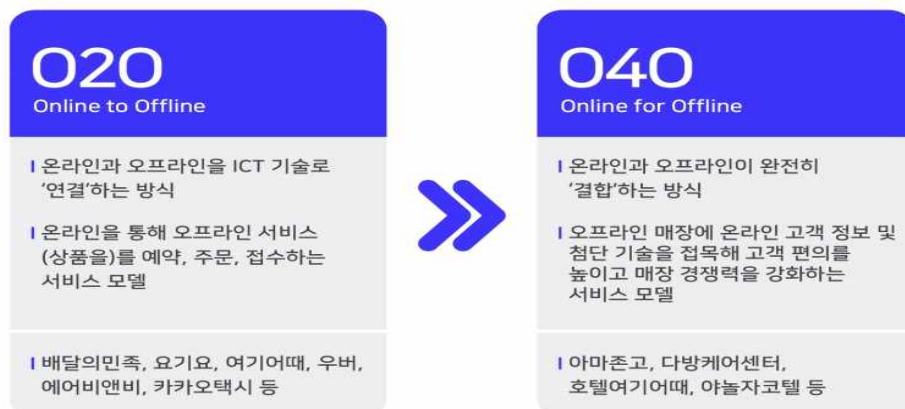 O2O
Online to Offline
온라인과 오프라인을 ICT 기술로
‘연결’하는 방식
온라인을 통해 오프라인 서비스
(상품을)를 예약, 주문, 접수하는
서비스 모델
배달의민족, 요기요, 여기어때, 우버,
에어비앤비, 카카오택시 등
O4O
Online for Offline
온라인과 오프라인이 완전히
‘결합’하는 방식
오프라인 매장에 온라인 고객 정보 및
첨단 기술을 접목해 고객 편의를
높이고 매장 경쟁력을 강화하는
서비스 모델
아마존고, 다방케어센터,
호텔여기어때, 야놀자코텔 등